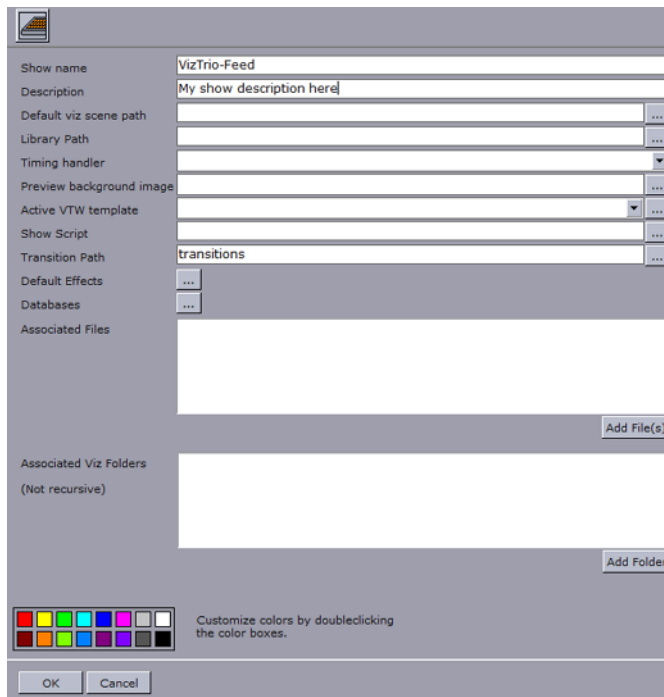 Show name VizTrio-Feed
Description My show description here
Default viz scene path ...
Library Path ...
Timing handler
Preview background image ...
Active VTW template ...
Show Script ...
Transition Path transitions ...
Default Effects ...
Databases ...
Associated Files
Add File(s)
Associated Viz Folders
(Not recursive)
Add Folder
Customize colors by doubleclicking
the color boxes.
OK Cancel